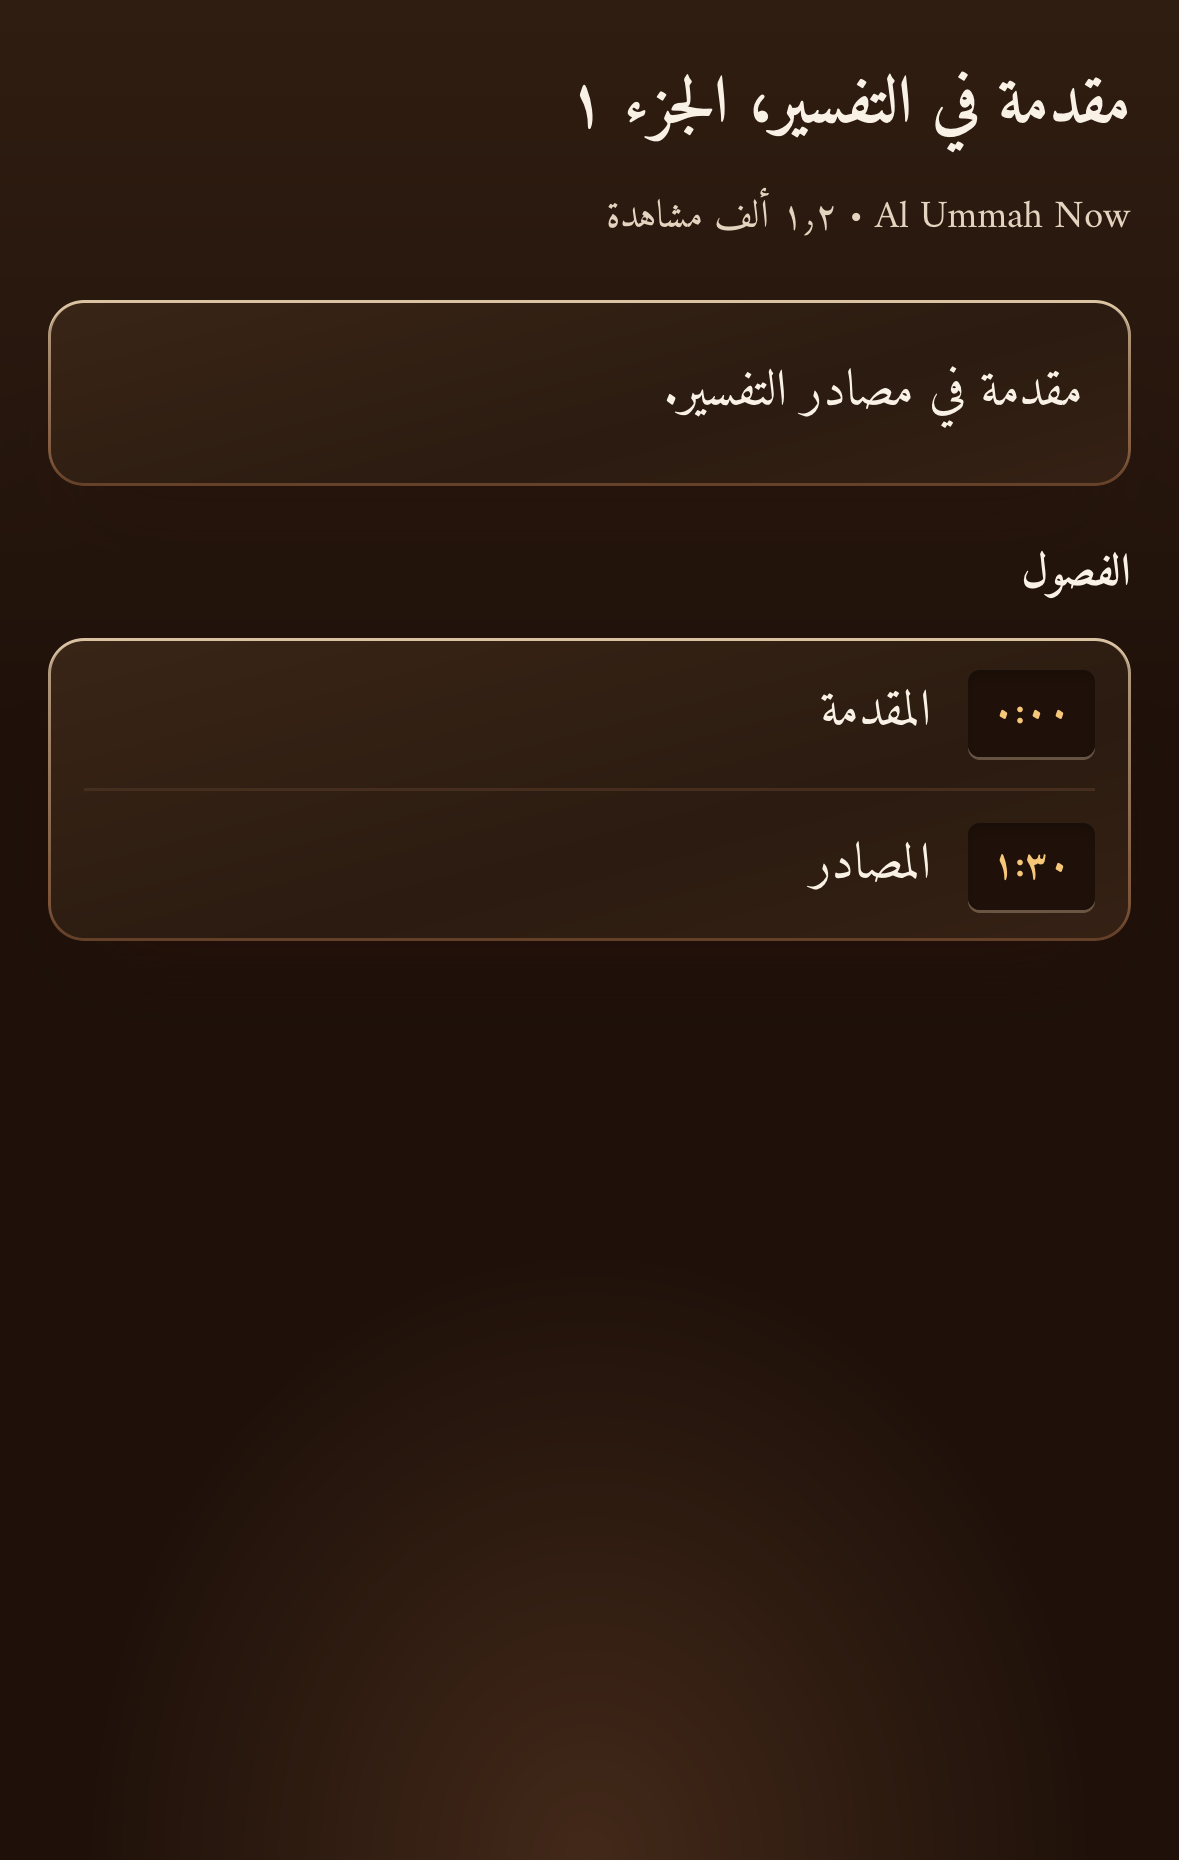 مقدمة في التفسير، الجزء ١
Al Ummah Now • ١٫٢ ألف مشاهدة
مقدمة في مصادر التفسير.
الفصول
٠:٠٠ المقدمة
١:٣٠ المصادر